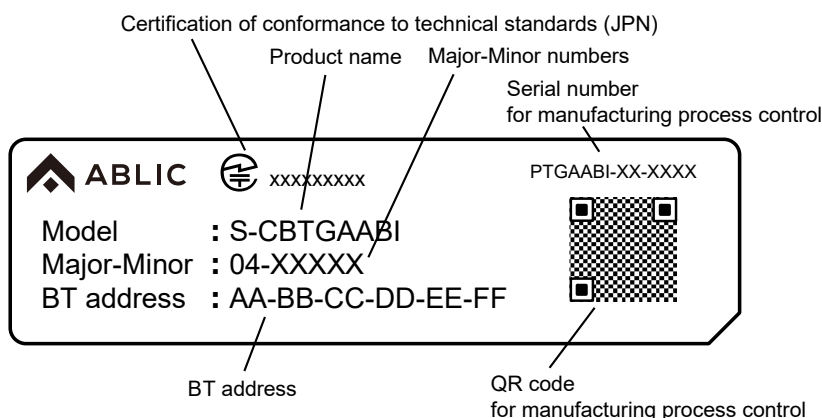 Certification of conformance to technical standards (JPN)
Product name
Major-Minor numbers
Serial number
for manufacturing process control
ABLIC
xxxxxxxxx
PTGAABI-XX-XXXX
Model : S-CBTGAABI
Major-Minor : 04-XXXXX
BT address : AA-BB-CC-DD-EE-FF
BT address
QR code
for manufacturing process control